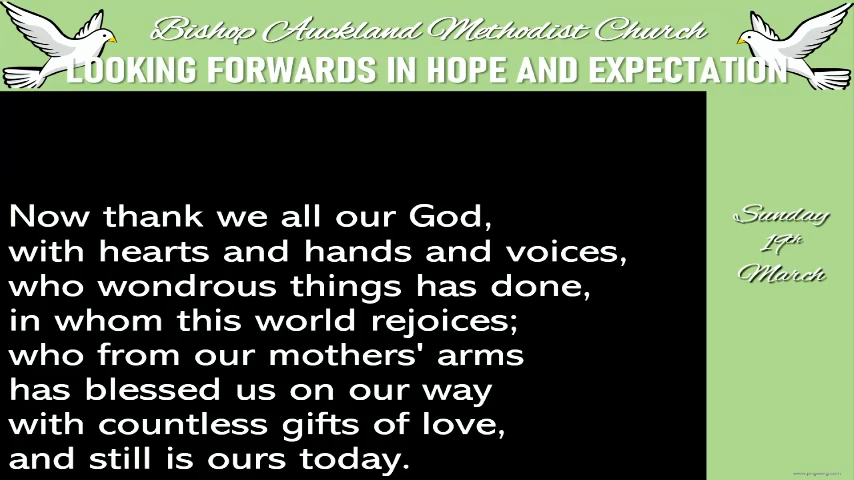 Bishop Auckland Methodist Church
LOOKING FORWARDS IN HOPE AND EXPECTATION
Now thank we all our God,
with hearts and hands and voices,
who wondrous things has done,
in whom this world rejoices;
who from our mothers' arms
has blessed us on our way
with countless gifts of love,
and still is ours today.
Sunday
19th
March